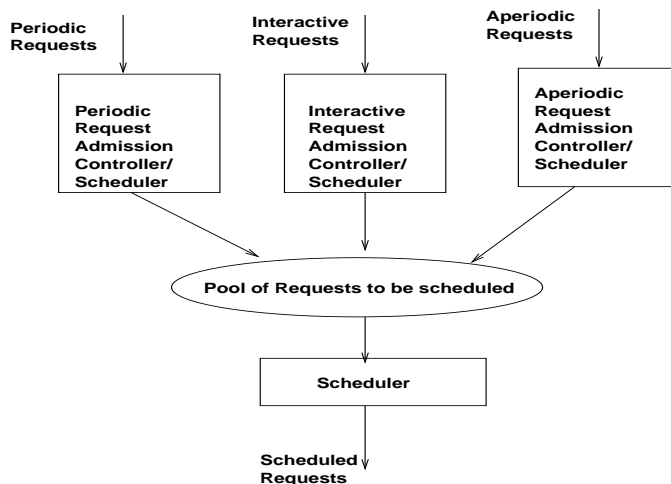 Periodic
Requests
Interactive
Requests
Aperiodic
Requests
Periodic
Request
Admission
Controller/
Scheduler
Interactive
Request
Admission
Controller/
Scheduler
Aperiodic
Request
Admission
Controller/
Scheduler
Pool of Requests to be scheduled
Scheduler
Scheduled
Requests